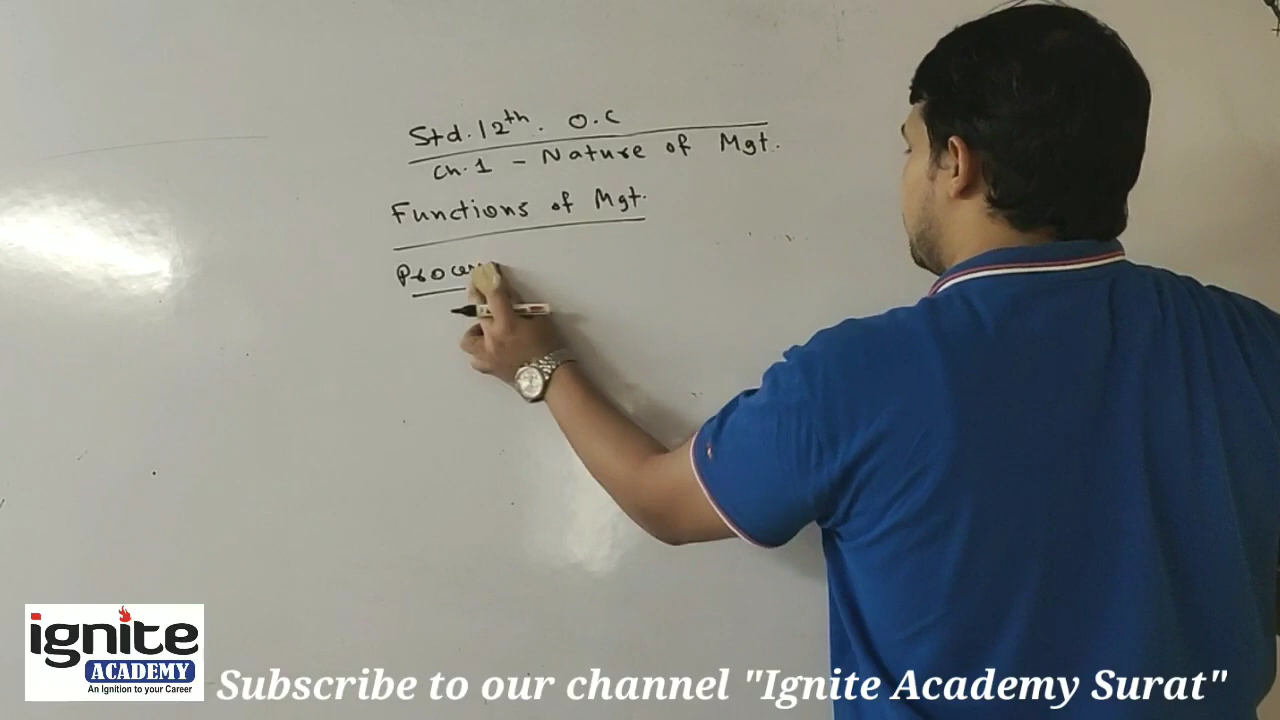 Std. 12th. O.C
Ch. 1 - Nature of Mgt.
Functions of Mgt.
ignite
ACADEMY
An Ignition to your Career
Subscribe to our channel "Ignite Academy Surat"